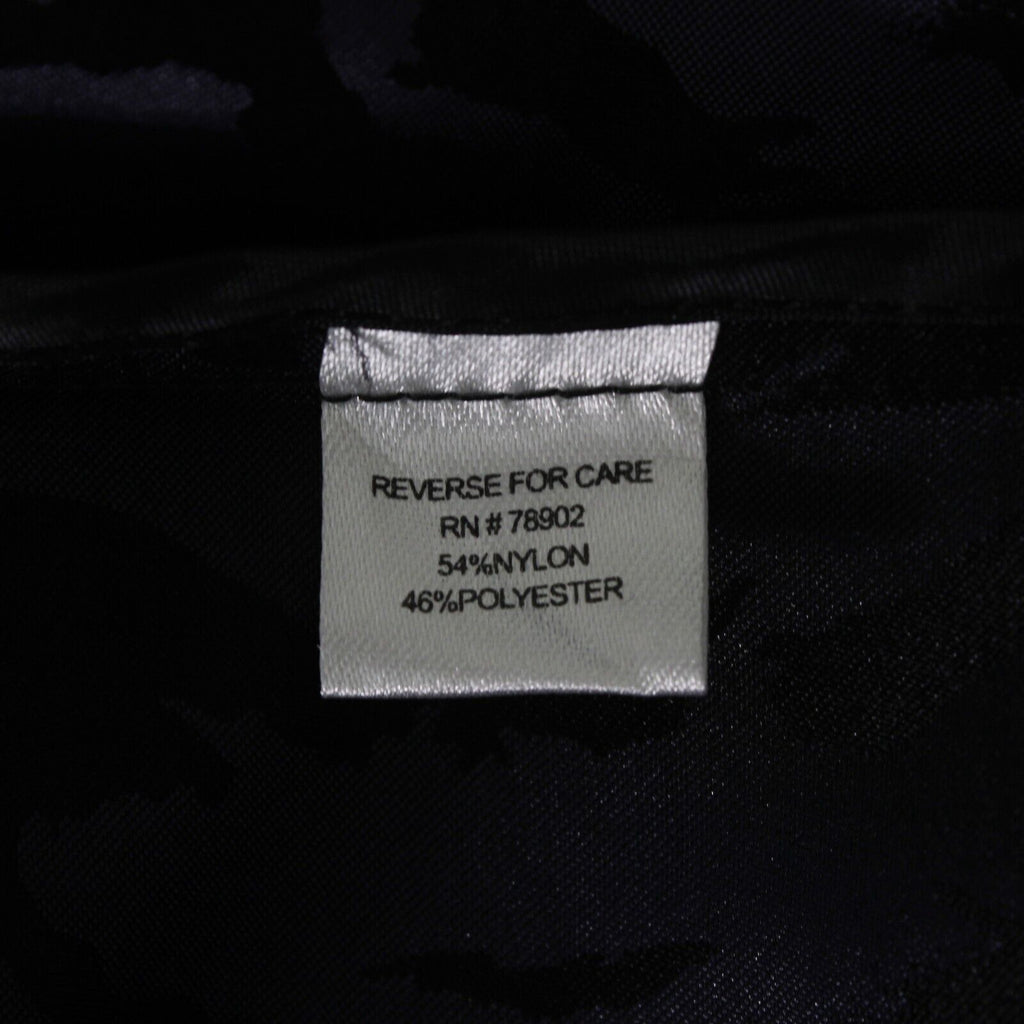 REVERSE FOR CARE
RN # 78902
54%NYLON
46%POLYESTER